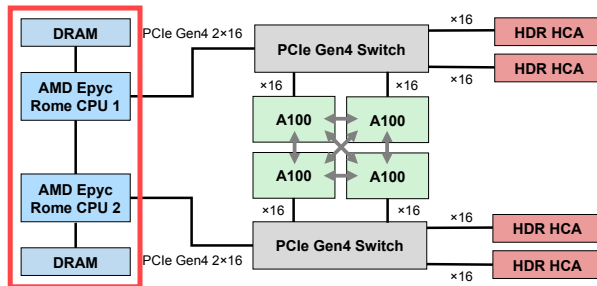 DRAM
PCIe Gen4 2×16
PCIe Gen4 Switch
×16
HDR HCA
AMD Epyc
Rome CPU 1
×16
HDR HCA
×16
×16
A100
A100
A100
A100
AMD Epyc
Rome CPU 2
×16
×16
PCIe Gen4 Switch
×16
HDR HCA
DRAM
PCIe Gen4 2×16
×16
HDR HCA